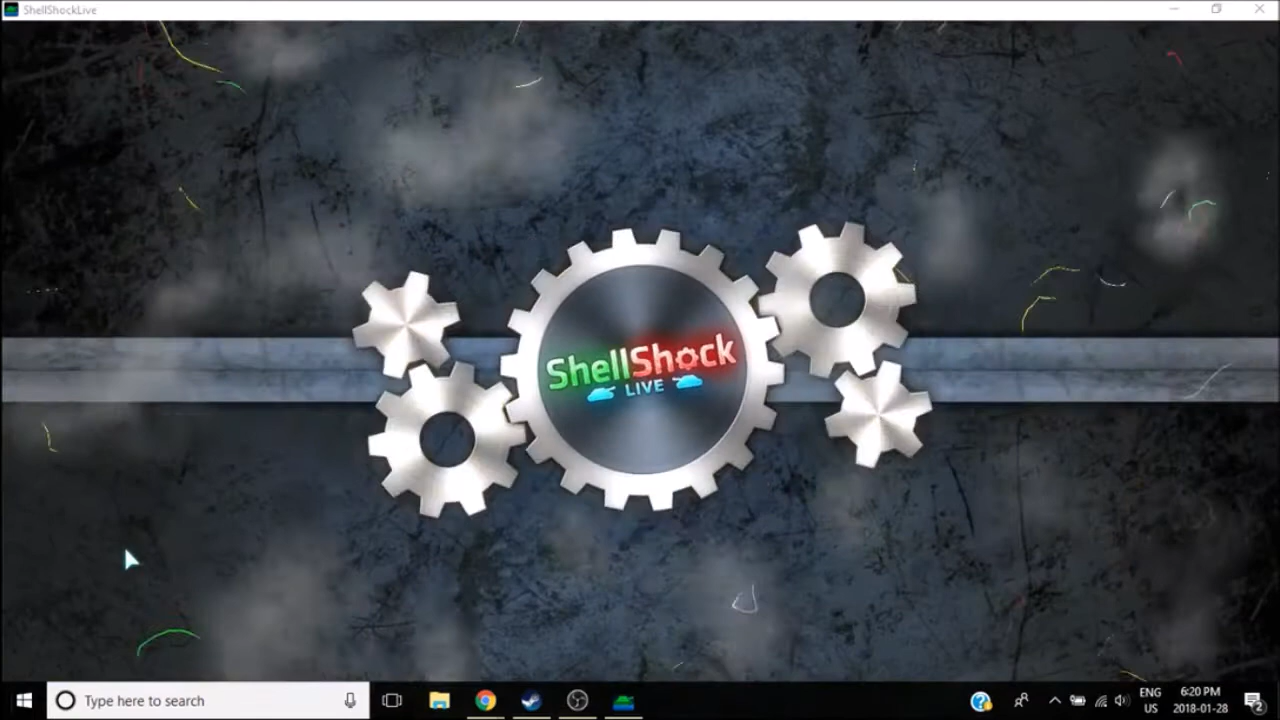 ShellShockLive
ShellShock
LIVE
Type here to search
ENG
US
6:20 PM
2018-01-28
2